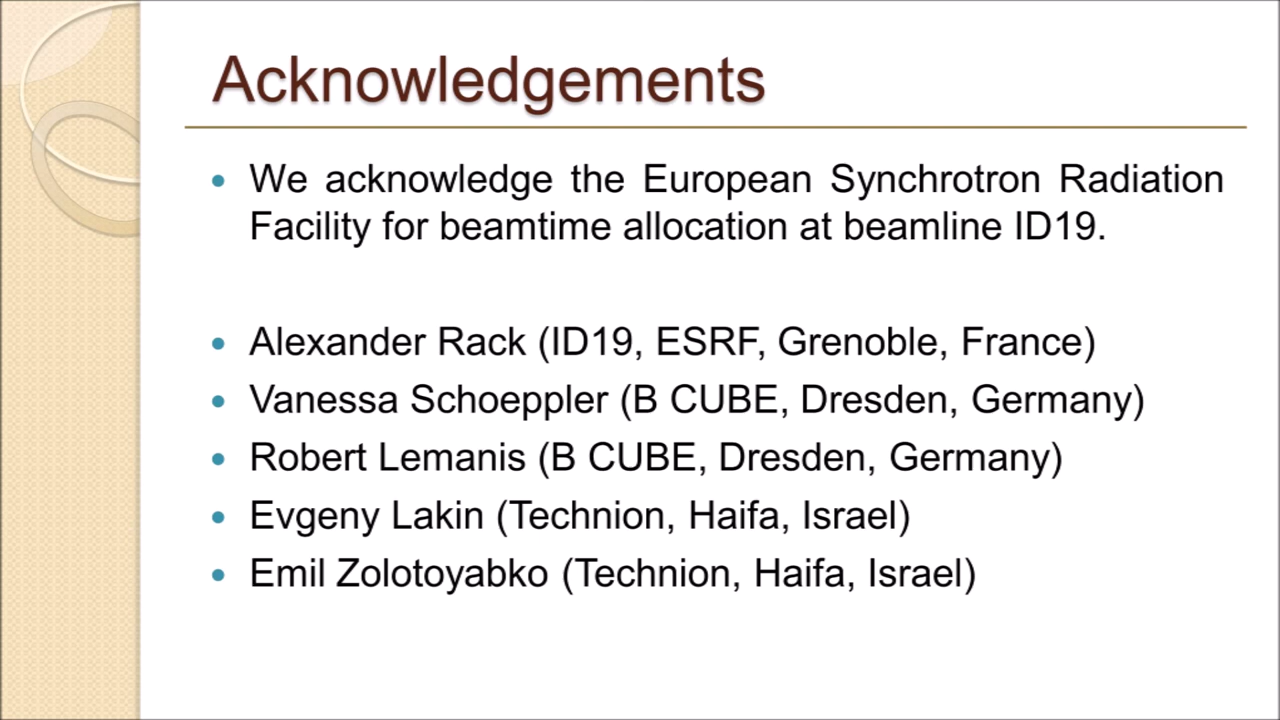 Acknowledgements
• We acknowledge the European Synchrotron Radiation
Facility for beamtime allocation at beamline ID19.
• Alexander Rack (ID19, ESRF, Grenoble, France)
• Vanessa Schoeppler (B CUBE, Dresden, Germany)
• Robert Lemanis (B CUBE, Dresden, Germany)
• Evgeny Lakin (Technion, Haifa, Israel)
• Emil Zolotoyabko (Technion, Haifa, Israel)